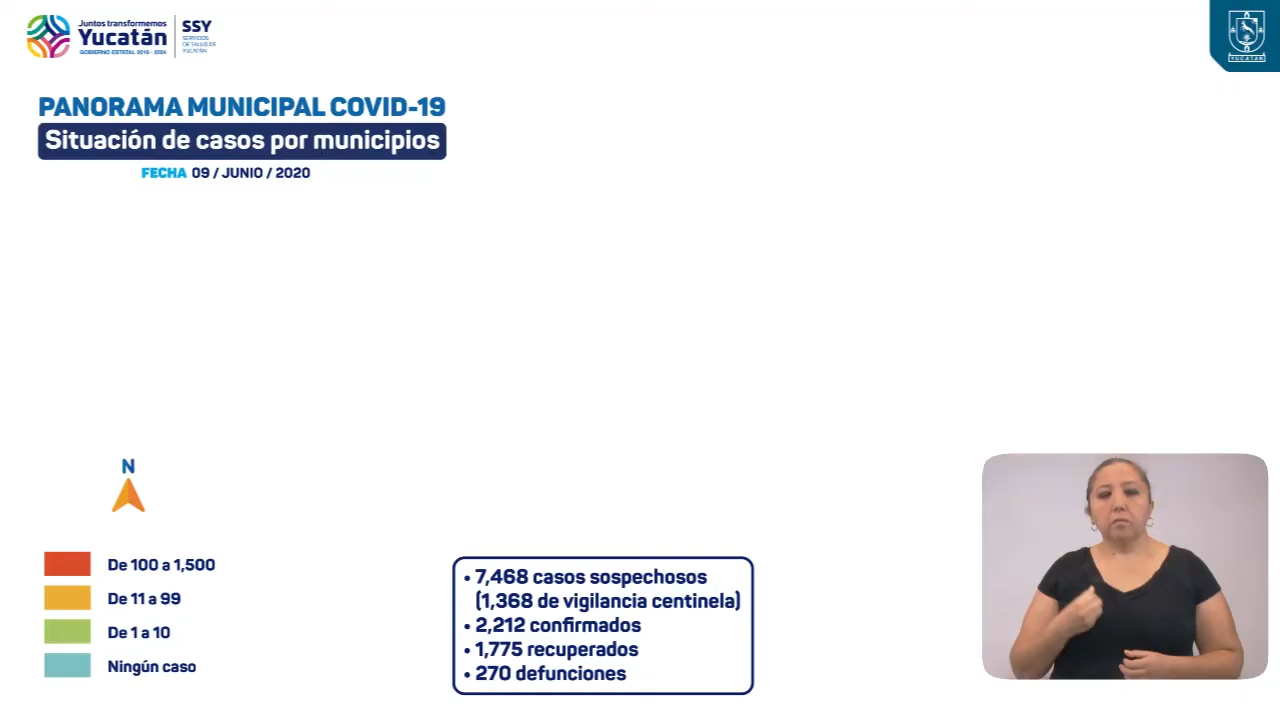 Juntos transformemos
Yucatán
GOBIERNO ESTATAL 2018 - 2024
SSY
SERVICIOS
DE SALUD DE
YUCATÁN
YUCATÁN
PANORAMA MUNICIPAL COVID-19
Situación de casos por municipios
FECHA 09 / JUNIO / 2020
N
De 100 a 1,500
De 11 a 99
De 1 a 10
Ningún caso
• 7,468 casos sospechosos
(1,368 de vigilancia centinela)
• 2,212 confirmados
• 1,775 recuperados
• 270 defunciones